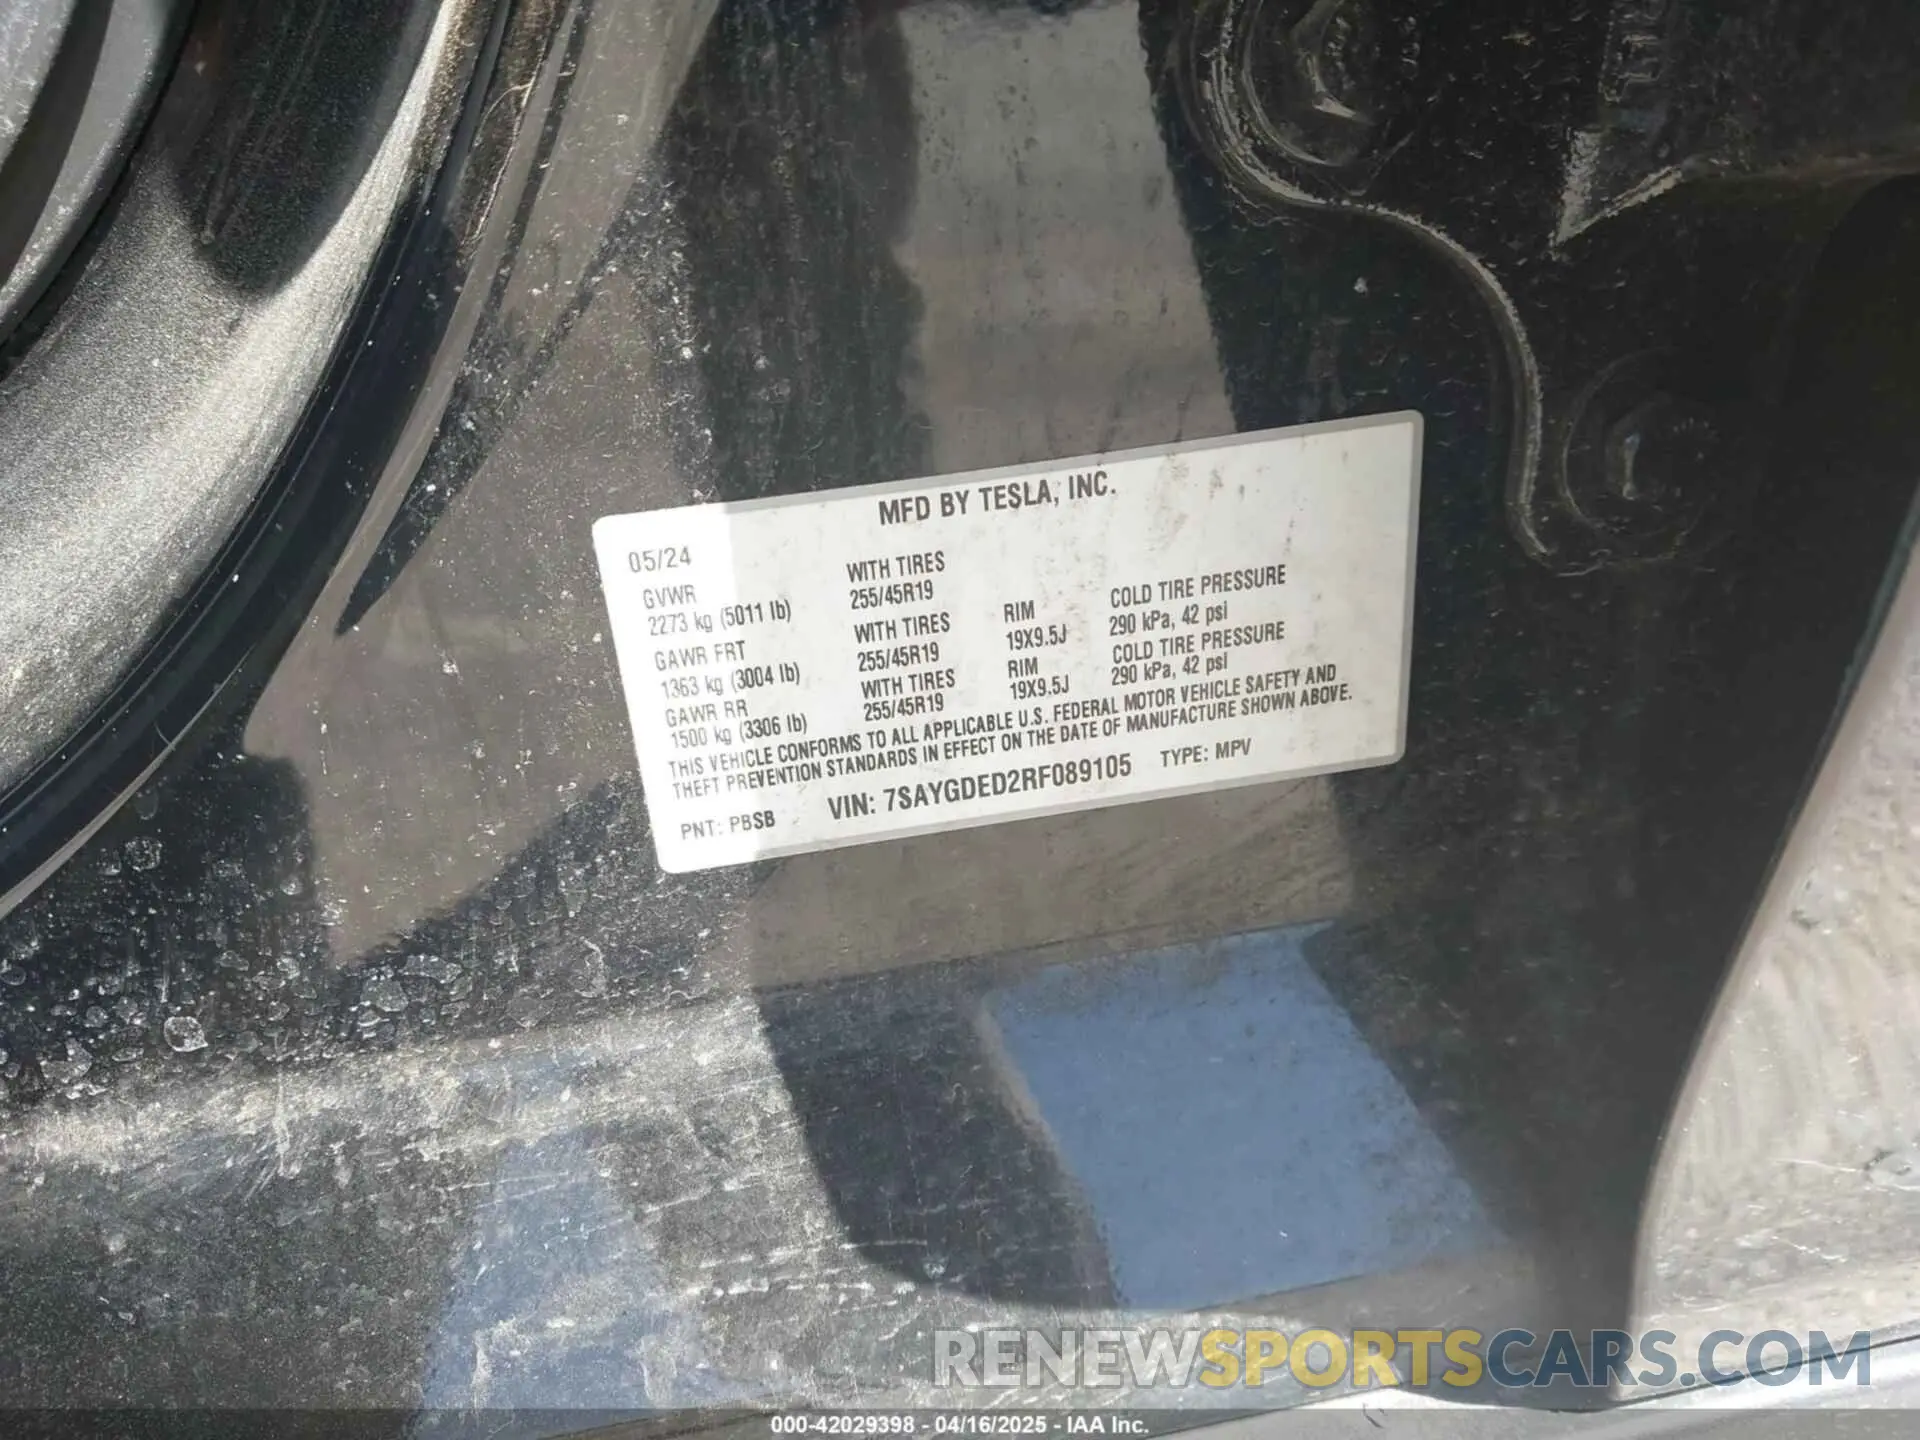 MFD BY TESLA, INC.
05/24
GVWR WITH TIRES
2273 kg (5011 lb) 255/45R19
GAWR FRT WITH TIRES RIM COLD TIRE PRESSURE
1363 kg (3004 lb) 255/45R19 19X9.5J 290 kPa, 42 psi
GAWR RR WITH TIRES RIM COLD TIRE PRESSURE
1500 kg (3306 lb) 255/45R19 19X9.5J 290 kPa, 42 psi
THIS VEHICLE CONFORMS TO ALL APPLICABLE U.S. FEDERAL MOTOR VEHICLE SAFETY AND
THEFT PREVENTION STANDARDS IN EFFECT ON THE DATE OF MANUFACTURE SHOWN ABOVE.
PNT: PBSB VIN: 7SAYGDED2RF089105 TYPE: MPV
RENEWSPORTSCARS.COM
000-42029398 - 04/16/2025 - IAA Inc.